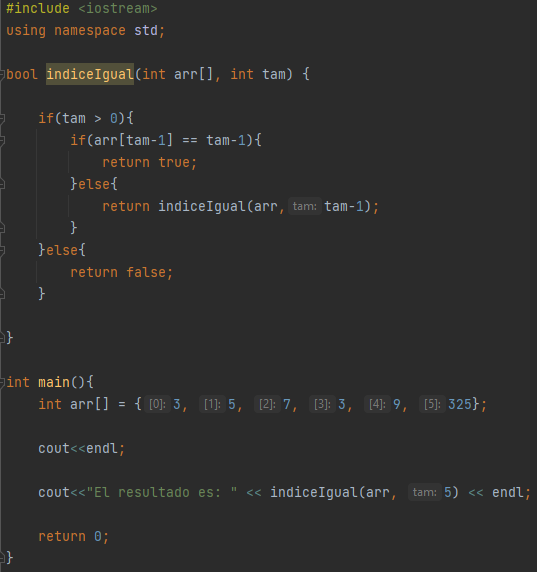 #include <iostream>
using namespace std;
bool indiceIgual(int arr[], int tam) {
if(tam > 0){
if(arr[tam-1] == tam-1){
return true;
}else{
return indiceIgual(arr, tam: tam-1);
}
}else{
return false;
}
}
int main(){
int arr[] = { [0]: 3, [1]: 5, [2]: 7, [3]: 3, [4]: 9, [5]: 325};
cout<<endl;
cout<<"El resultado es: " << indiceIgual(arr, tam: 5) << endl;
return 0;
}